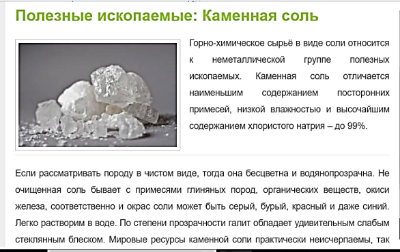 Полезные ископаемые: Каменная соль
Горно-химическое сырьё в виде соли относится
к неметаллической группе полезных
ископаемых. Каменная соль отличается
наименьшим содержанием посторонних
примесей, низкой влажностью и высочайшим
содержанием хлористого натрия – до 99%.
Если рассматривать породу в чистом виде, тогда она бесцветна и водянопрозрачна. Не
очищенная соль бывает с примесями глиняных пород, органических веществ, окиси
железа, соответственно и окрас соли может быть серый, бурый, красный и даже синий.
Легко растворим в воде. По степени прозрачности галит обладает удивительным слабым
стеклянным блеском. Мировые ресурсы каменной соли практически неисчерпаемы, так